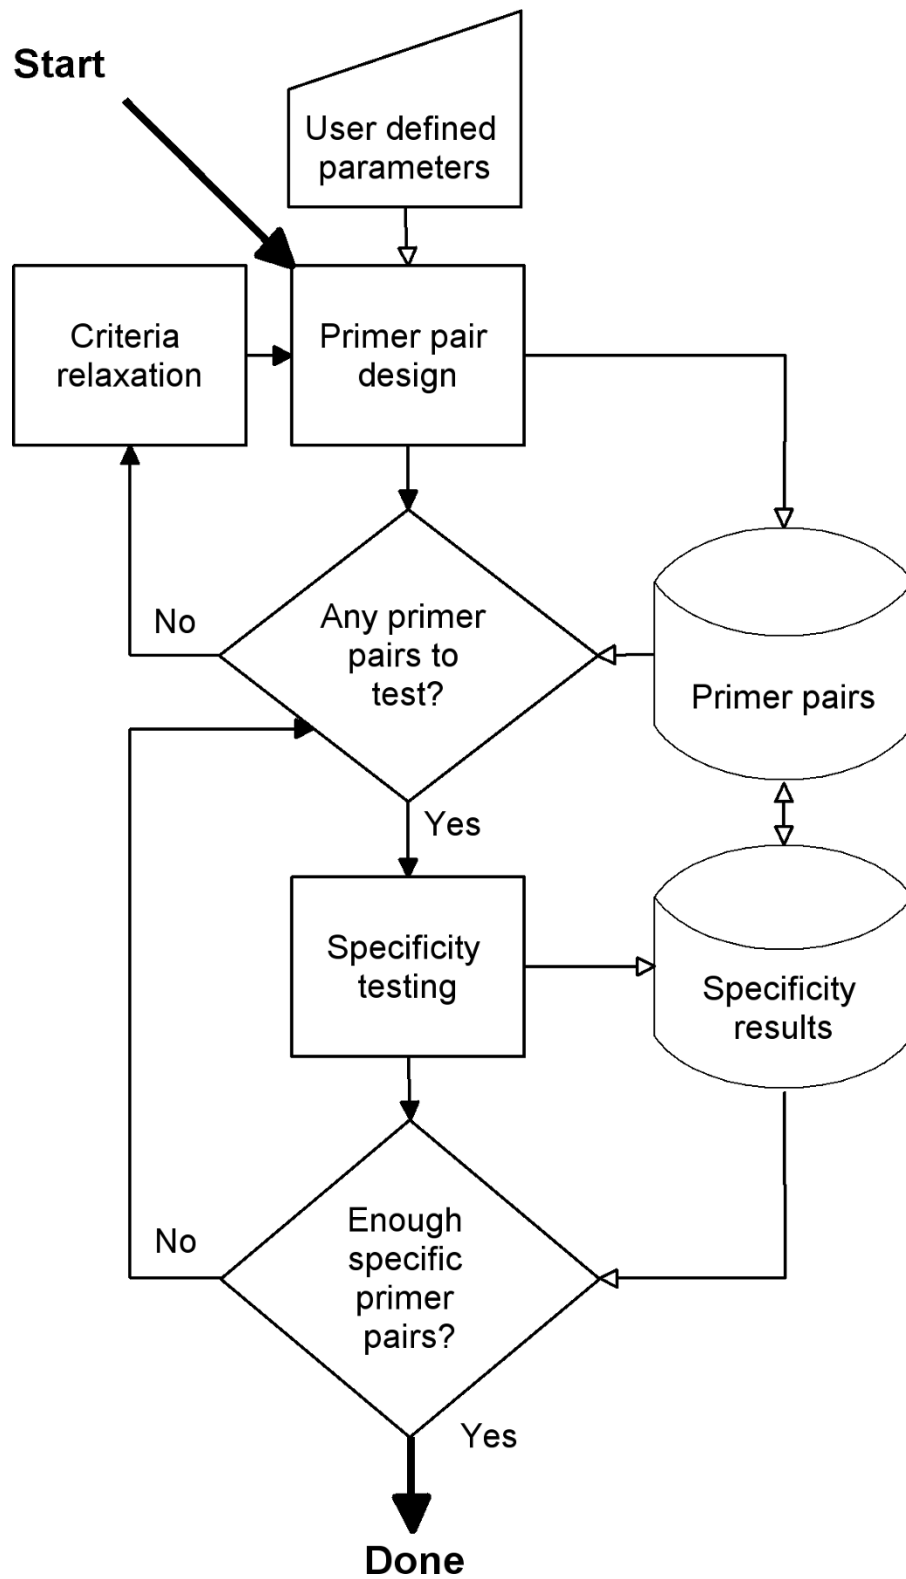 Start
User defined
parameters
Criteria
relaxation
Primer pair
design
No
Any primer
pairs to
test?
Primer pairs
Yes
Specificity
testing
Specificity
results
No
Enough
specific
primer
pairs?
Yes
Done